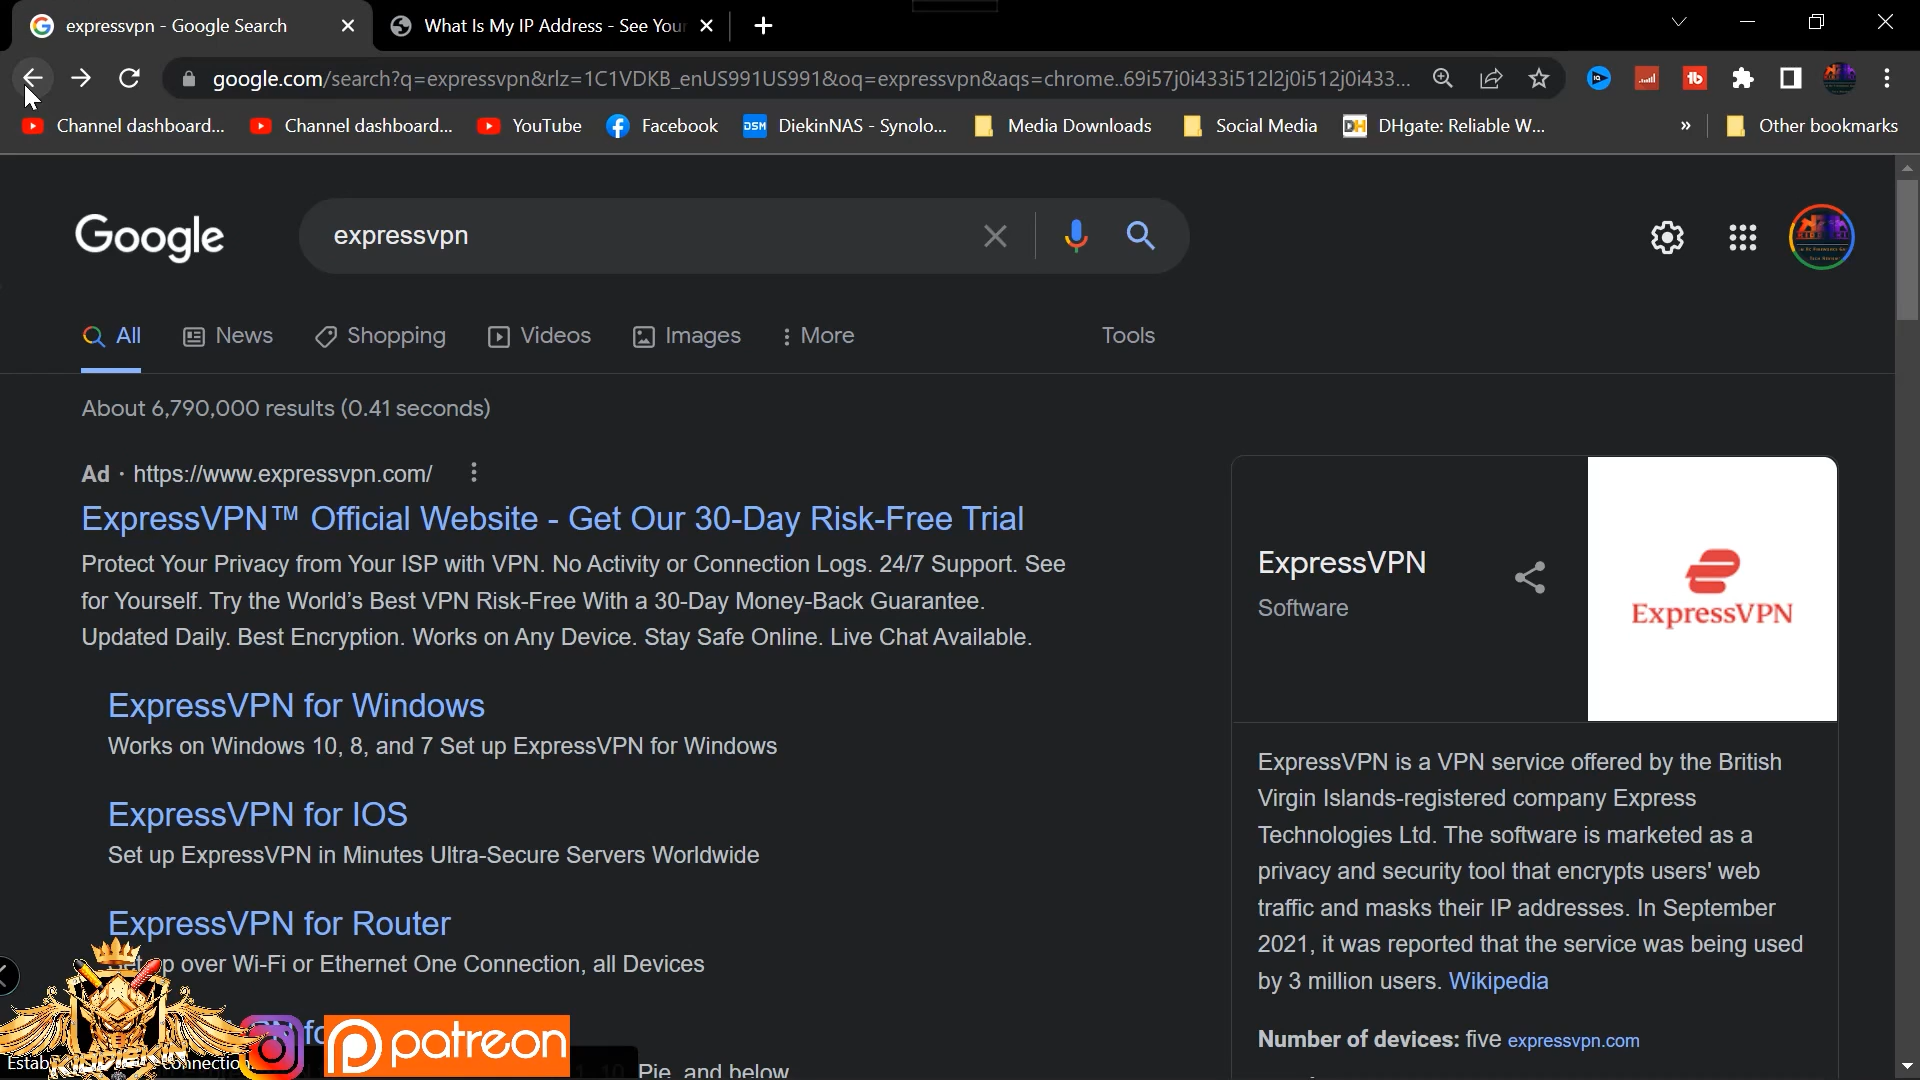 expressvpn - Google Search
What Is My IP Address - See Your
google.com/search?q=expressvpn&rlz=1C1VDKB_enUS991US991&oq=expressvpn&aqs=chrome..69i57j0i433i512l2j0i512j0i433...
Channel dashboard...
Channel dashboard...
YouTube
Facebook
DSM
DiekinNAS - Synolo...
Media Downloads
Social Media
DH
DHgate: Reliable W...
»
Other bookmarks
Google
expressvpn
All
News
Shopping
Videos
Images
More
Tools
About 6,790,000 results (0.41 seconds)
Ad · https://www.expressvpn.com/
ExpressVPN™ Official Website - Get Our 30-Day Risk-Free Trial
Protect Your Privacy from Your ISP with VPN. No Activity or Connection Logs. 24/7 Support. See
for Yourself. Try the World's Best VPN Risk-Free With a 30-Day Money-Back Guarantee.
Updated Daily. Best Encryption. Works on Any Device. Stay Safe Online. Live Chat Available.
ExpressVPN for Windows
Works on Windows 10, 8, and 7 Set up ExpressVPN for Windows
ExpressVPN for IOS
Set up ExpressVPN in Minutes Ultra-Secure Servers Worldwide
ExpressVPN for Router
over Wi-Fi or Ethernet One Connection, all Devices
Pie, and below
patreon
ExpressVPN
Software
ExpressVPN
ExpressVPN is a VPN service offered by the British
Virgin Islands-registered company Express
Technologies Ltd. The software is marketed as a
privacy and security tool that encrypts users' web
traffic and masks their IP addresses. In September
2021, it was reported that the service was being used
by 3 million users. Wikipedia
Number of devices: five expressvpn.com